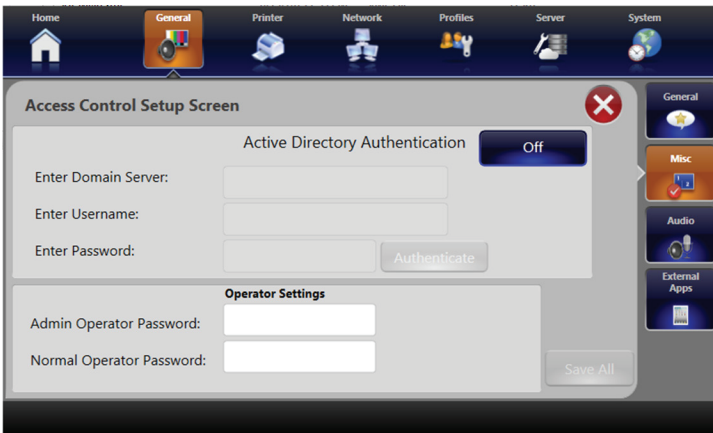 Home General Printer Network Profiles Server System
Access Control Setup Screen
General
Active Directory Authentication Off
Misc
Enter Domain Server:
Enter Username:
Audio
Enter Password: Authenticate
External
Apps
Operator Settings
Admin Operator Password:
Normal Operator Password:
Save All